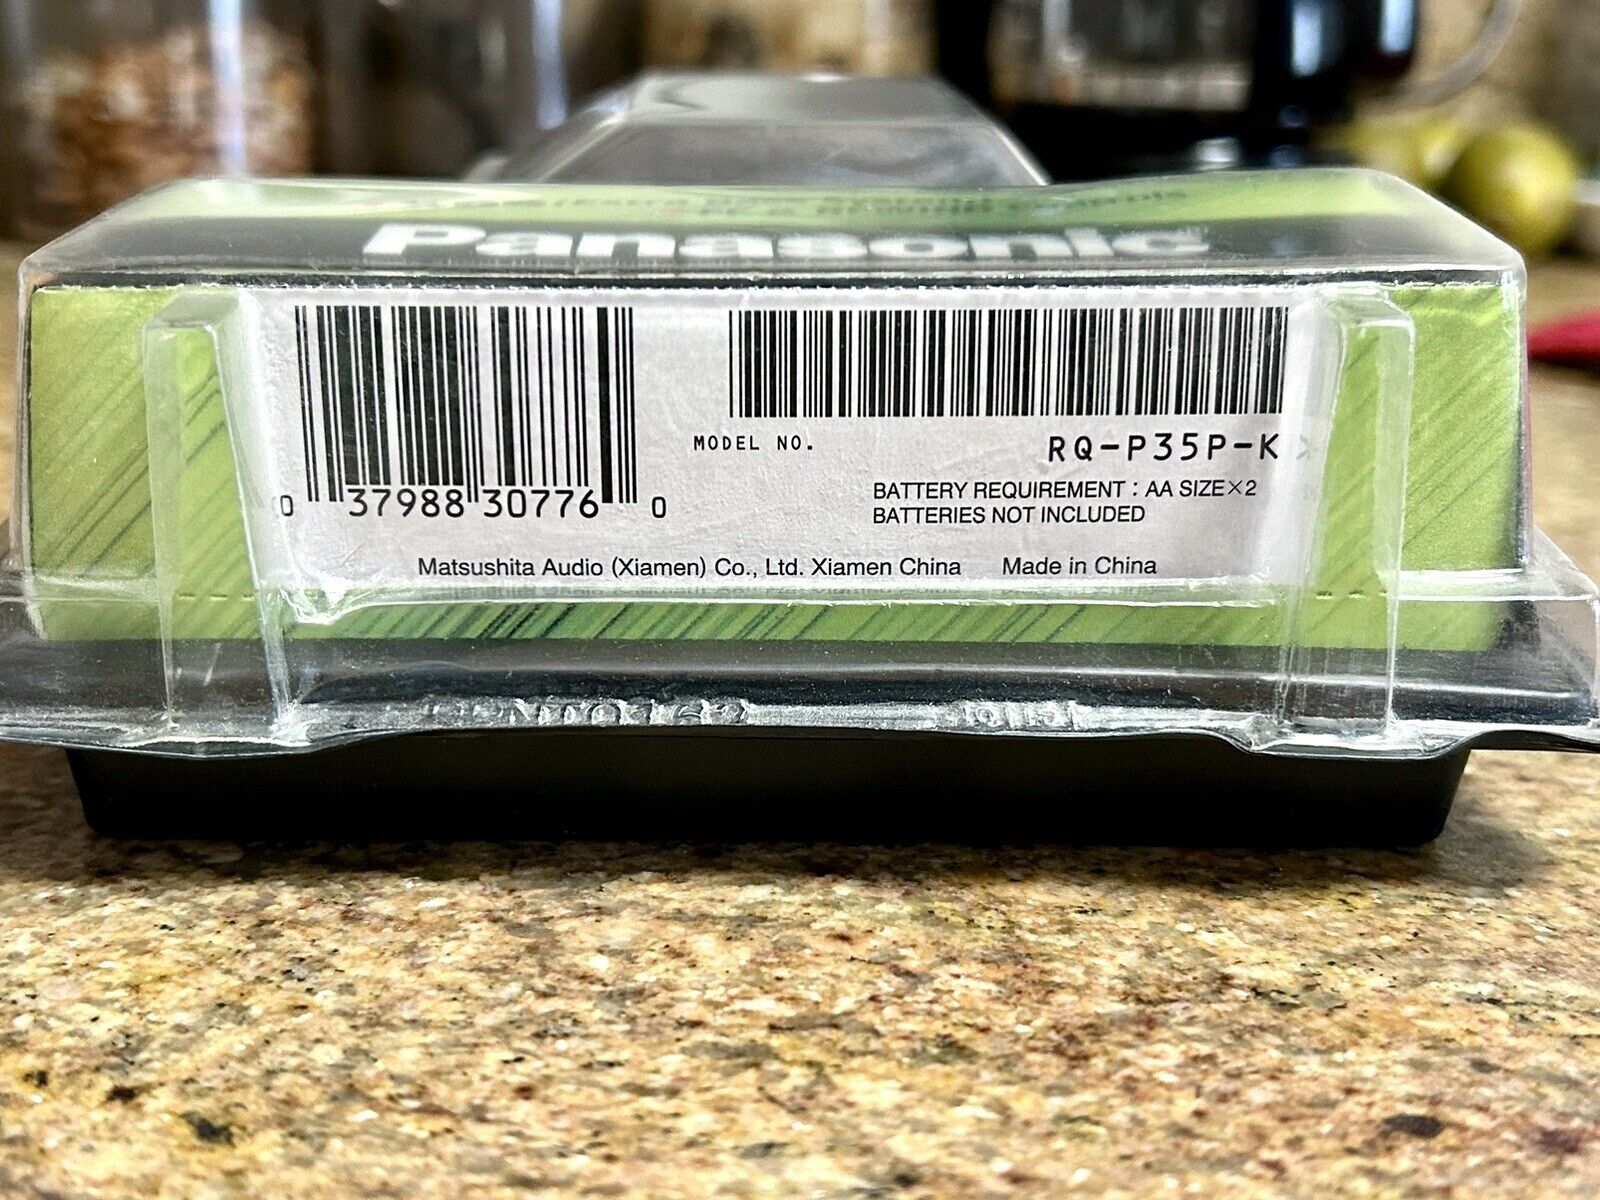 Panasonic
0 37988 30776 0
MODEL NO. RQ-P35P-K
BATTERY REQUIREMENT : AA SIZE×2
BATTERIES NOT INCLUDED
Matsushita Audio (Xiamen) Co., Ltd. Xiamen China Made in China